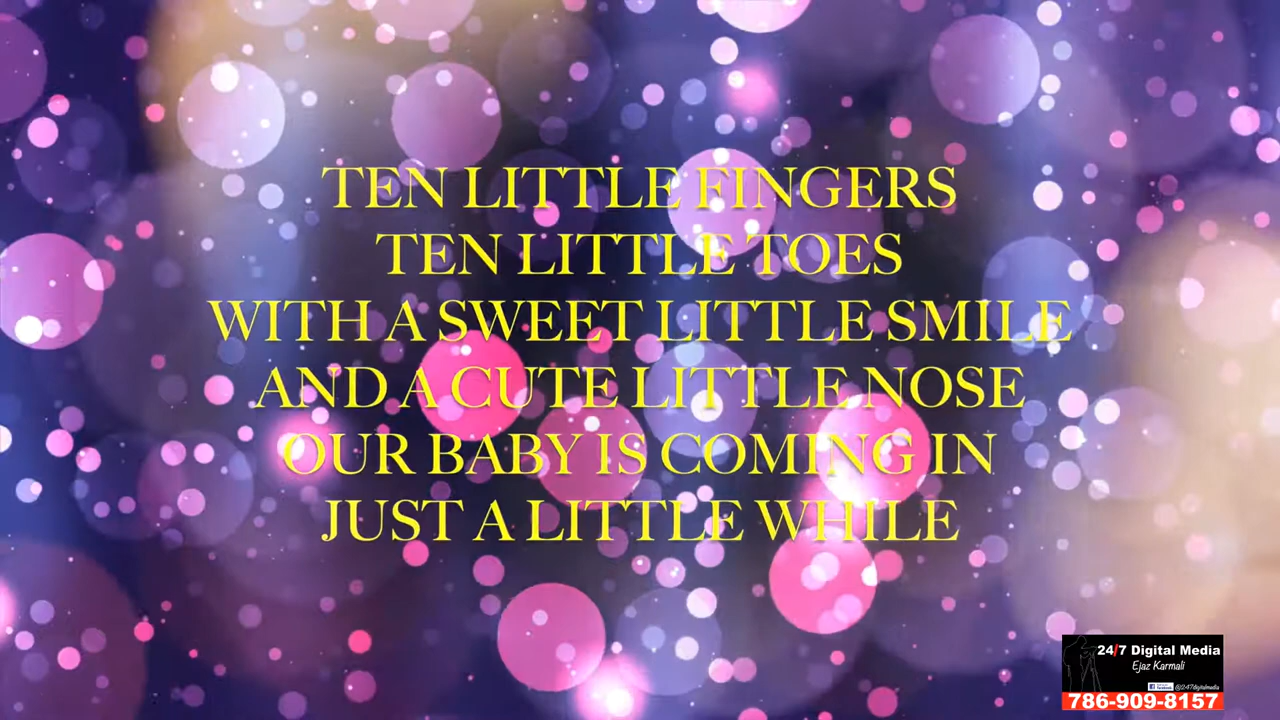 TEN LITTLE FINGERS
TEN LITTLE TOES
WITH A SWEET LITTLE SMILE
AND A CUTE LITTLE NOSE
OUR BABY IS COMING IN
JUST A LITTLE WHILE
24/7 Digital Media
Ejaz Karmali
786-909-8157